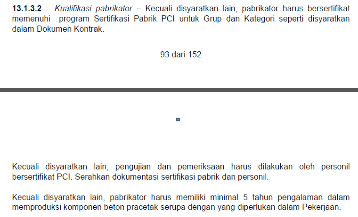 13.1.3.2 Kualifikasi pabrikator – Kecuali disyaratkan lain, pabrikator harus bersertifikat
memenuhi program Sertifikasi Pabrik PCI untuk Grup dan Kategori seperti disyaratkan
dalam Dokumen Kontrak.
93 dari 152
Kecuali disyaratkan lain, pengujian dan pemeriksaan harus dilakukan oleh personil
bersertifikat PCI. Serahkan dokumentasi sertifikasi pabrik dan personil.
Kecuali disyaratkan lain, pabrikator harus memiliki minimal 5 tahun pengalaman dalam
memproduksi komponen beton pracetak serupa dengan yang diperlukan dalam Pekerjaan.